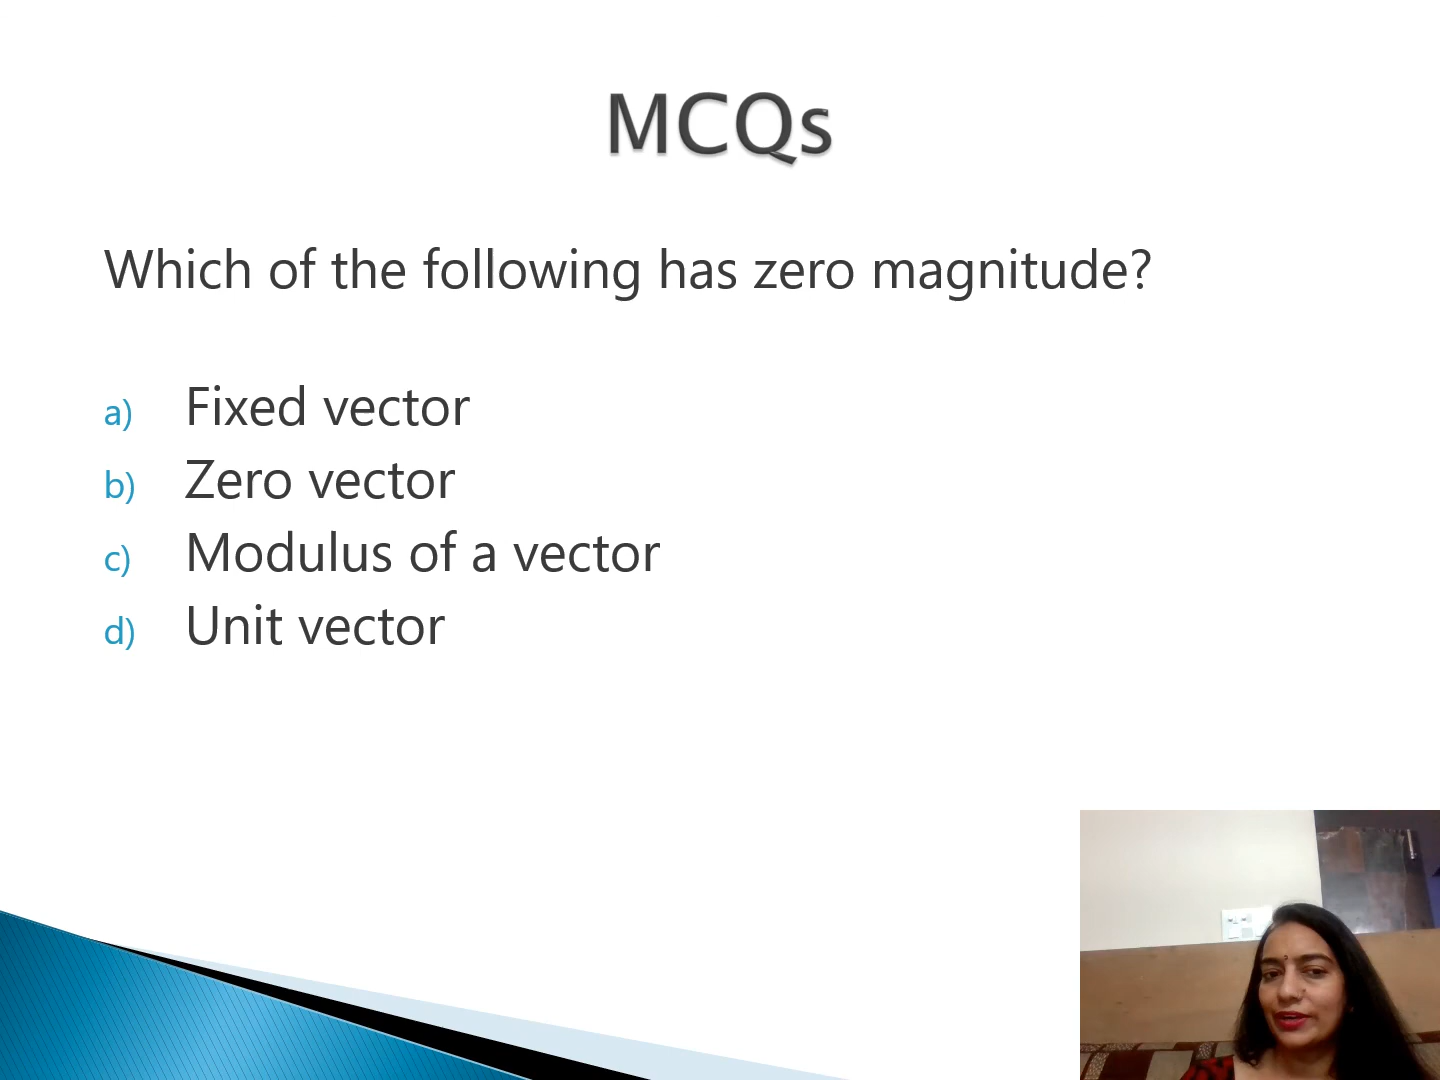 MCQs
Which of the following has zero magnitude?
a) Fixed vector
b) Zero vector
c) Modulus of a vector
d) Unit vector